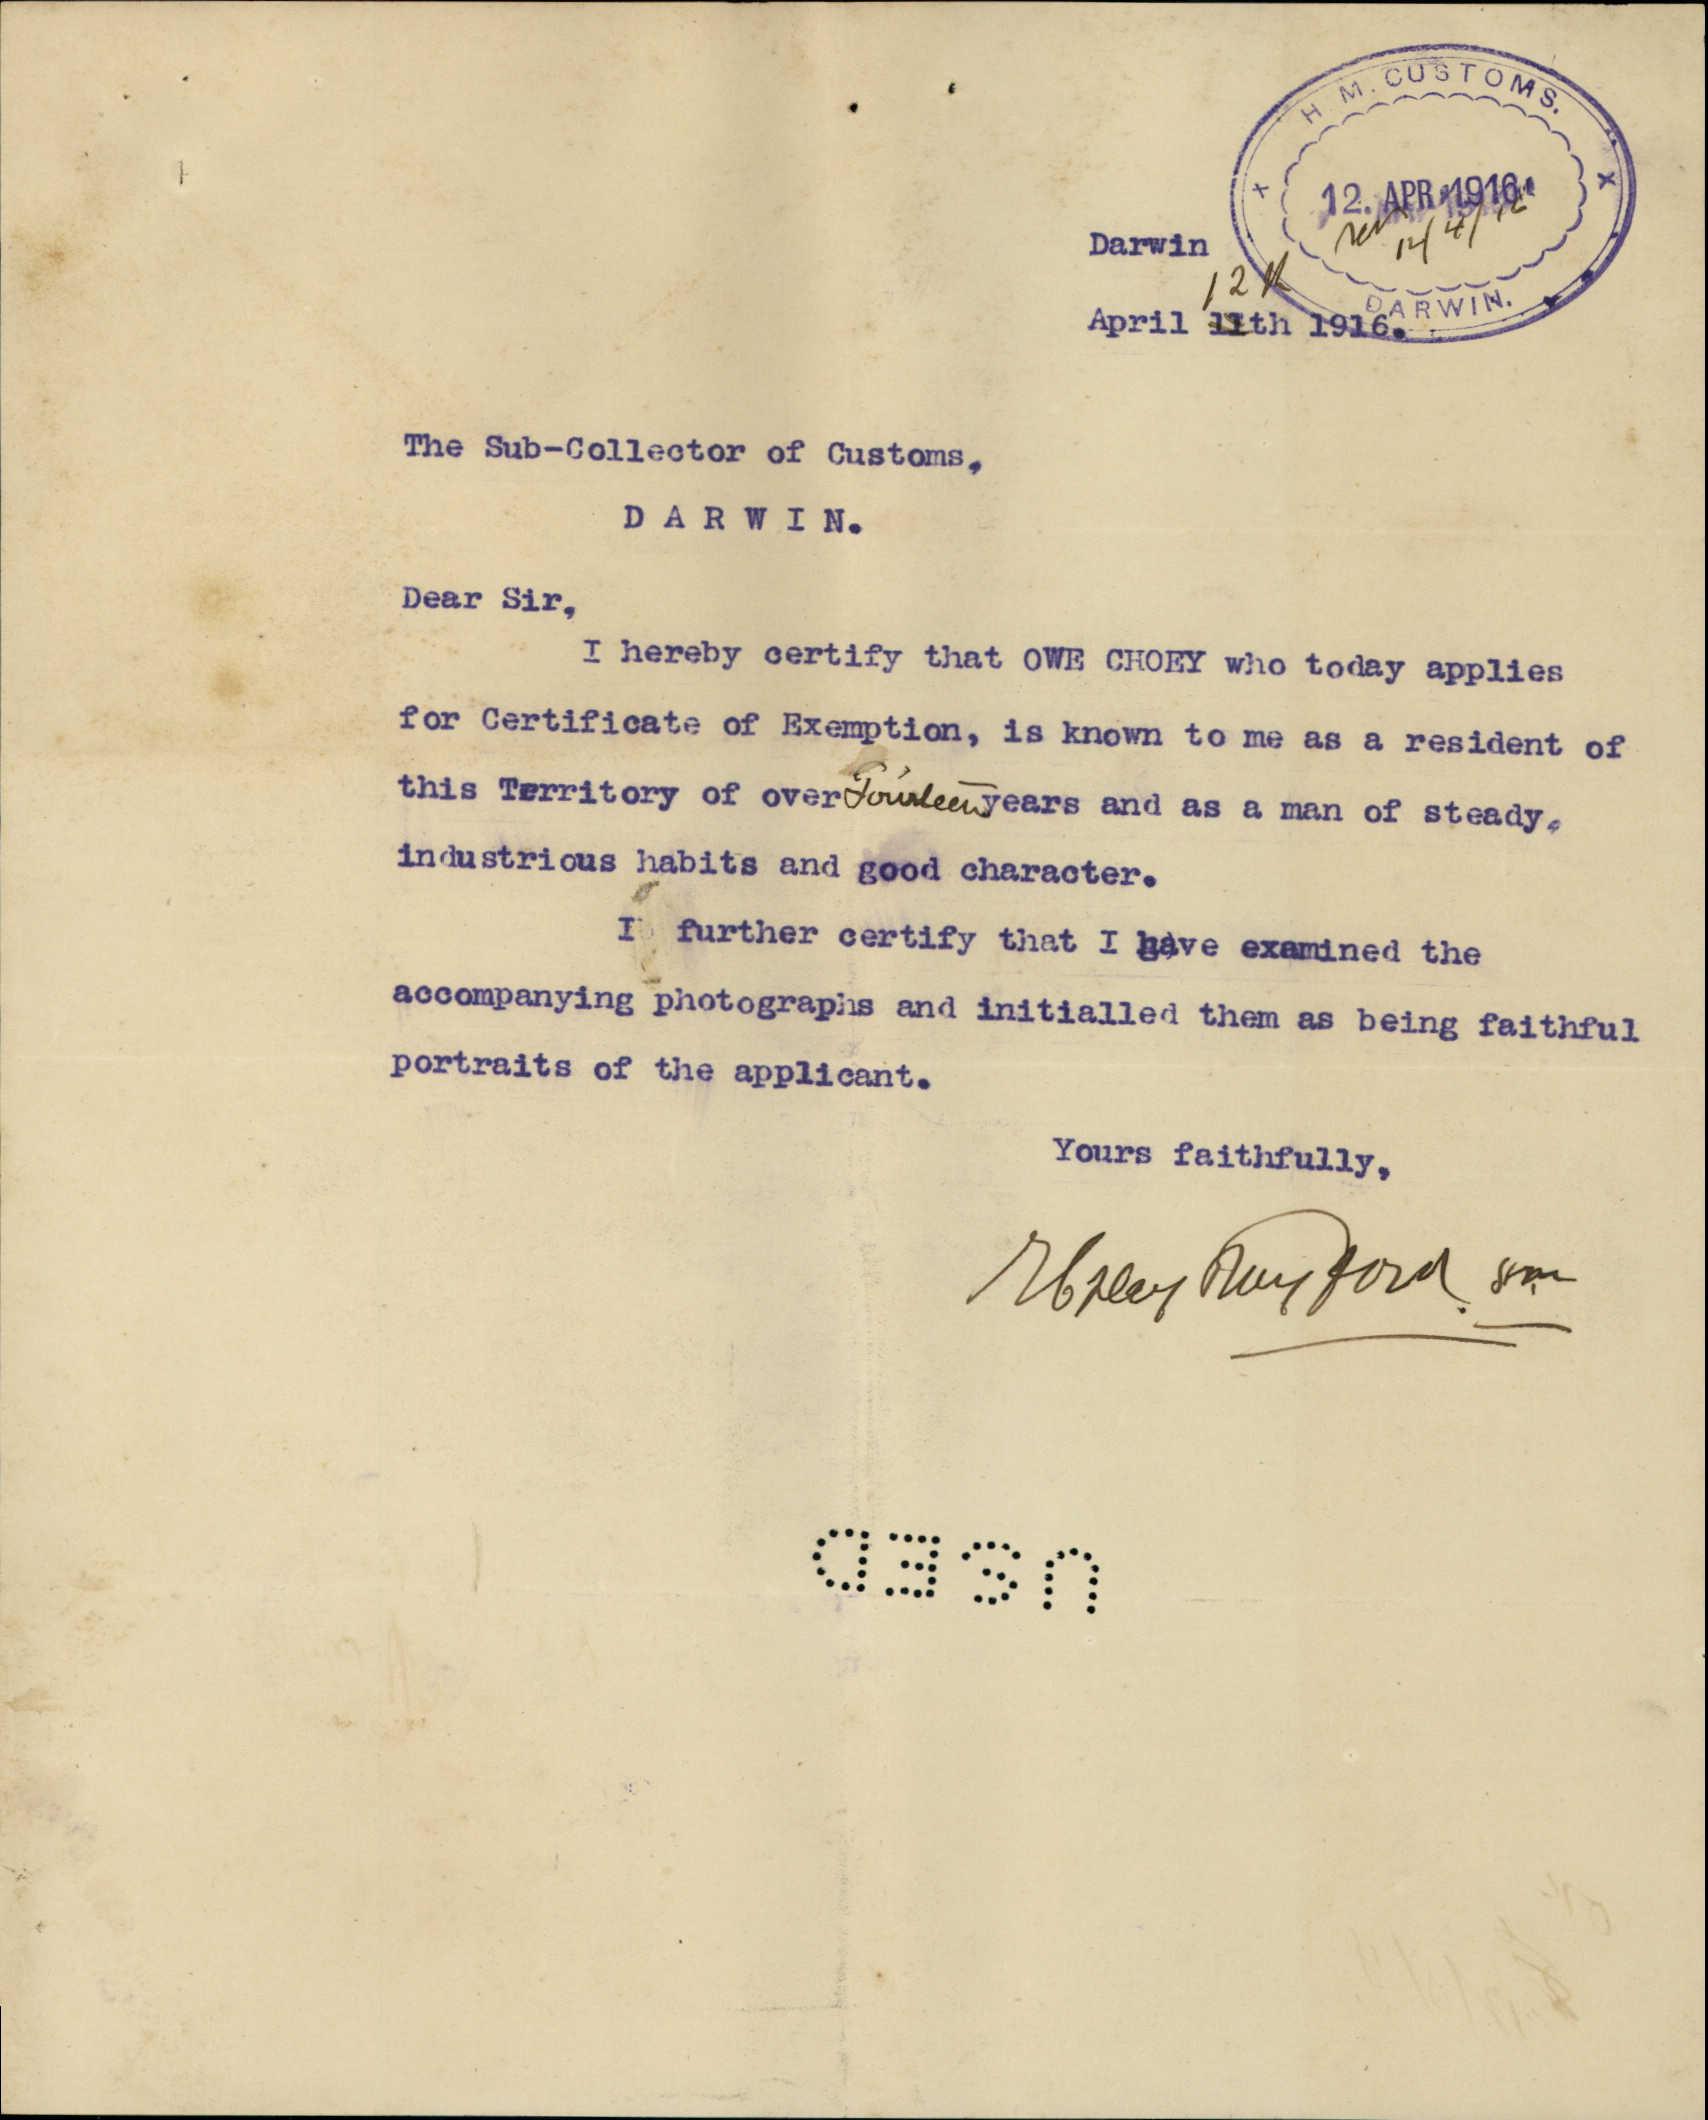 H. M. CUSTOMS.
12. APR. 1916.
DARWIN.
Darwin
12th
April 11th 1916.
The Sub-Collector of Customs,
D A R W I N.
Dear Sir,
I hereby certify that OWE CHOEY who today applies
for Certificate of Exemption, is known to me as a resident of
this Territory of over Fourteen years and as a man of steady,
industrious habits and good character.
I further certify that I have examined the
accompanying photographs and initialled them as being faithful
portraits of the applicant.
Yours faithfully,
USED